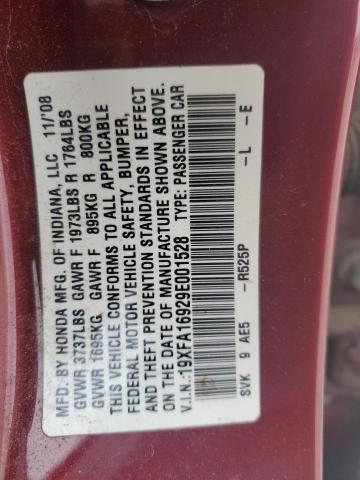 MFD. BY HONDA MFG. OF INDIANA, LLC 11/'08
GVWR 3737LBS GAWR F 1973LBS R 1764LBS
GVWR 1695KG GAWR F 895KG R 800KG
THIS VEHICLE CONFORMS TO ALL APPLICABLE
FEDERAL MOTOR VEHICLE SAFETY, BUMPER,
AND THEFT PREVENTION STANDARDS IN EFFECT
ON THE DATE OF MANUFACTURE SHOWN ABOVE.
V.I.N.:19XFA16929E001528 TYPE: PASSENGER CAR
SVK 9 AE5 -R525P -L -E